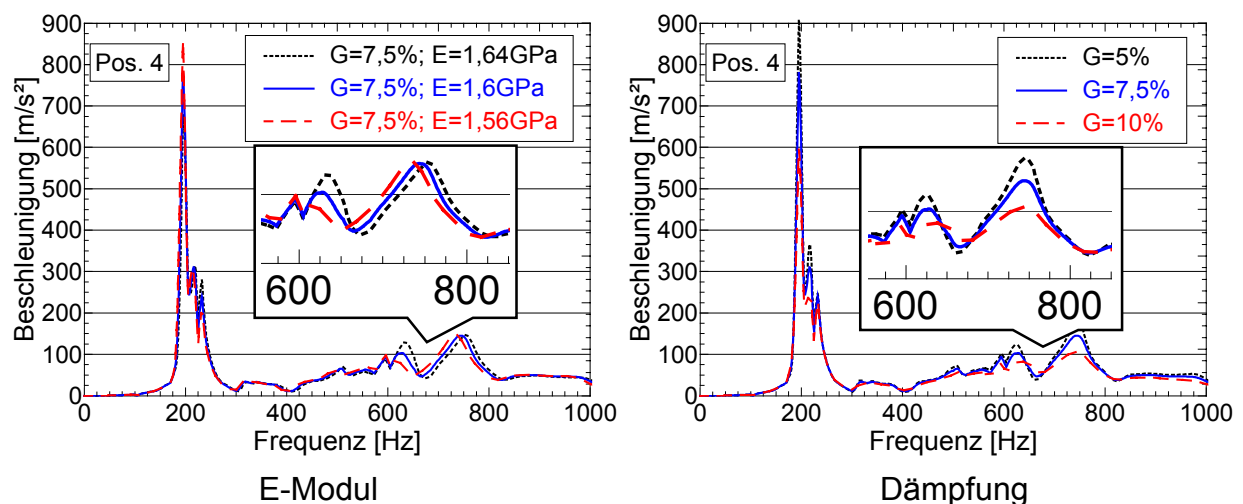 900
800
700
600
500
400
300
200
100
0
Beschleunigung [m/s²]
Pos. 4
G=7,5%; E=1,64GPa
G=7,5%; E=1,6GPa
G=7,5%; E=1,56GPa
600 800
0 200 400 600 800 1000
Frequenz [Hz]
E-Modul
900
800
700
600
500
400
300
200
100
0
Beschleunigung [m/s²]
Pos. 4
G=5%
G=7,5%
G=10%
600 800
0 200 400 600 800 1000
Frequenz [Hz]
Dämpfung